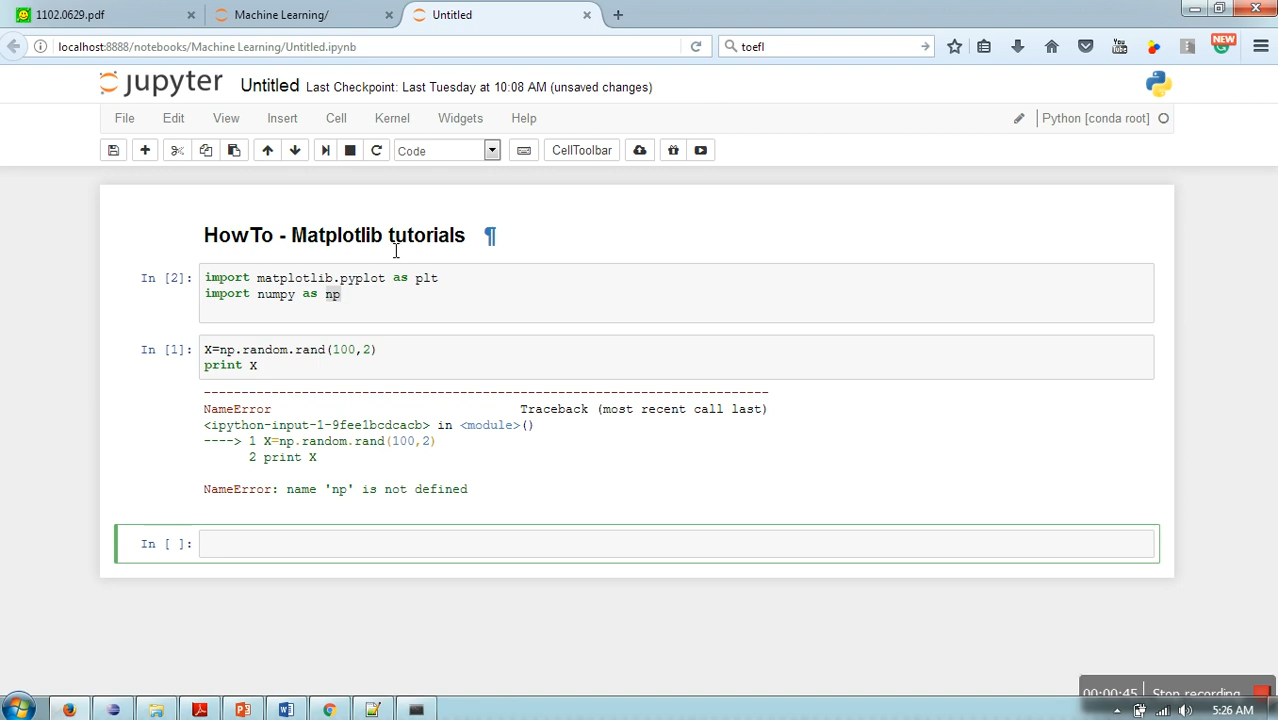 1102.0629.pdf
Machine Learning/
Untitled
localhost:8888/notebooks/Machine Learning/Untitled.ipynb
toefl
You
Tube
NEW
jupyter Untitled Last Checkpoint: Last Tuesday at 10:08 AM (unsaved changes)
File Edit View Insert Cell Kernel Widgets Help
Python [conda root]
Code
CellToolbar
HowTo - Matplotlib tutorials ¶
In [2]: import matplotlib.pyplot as plt
import numpy as np
In [1]: X=np.random.rand(100,2)
print X
---------------------------------------------------------------------------
NameError Traceback (most recent call last)
<ipython-input-1-9fee1bcdcacb> in <module>()
----> 1 X=np.random.rand(100,2)
2 print X
NameError: name 'np' is not defined
In [ ]:
00:00:45 Stop recording
5:26 AM